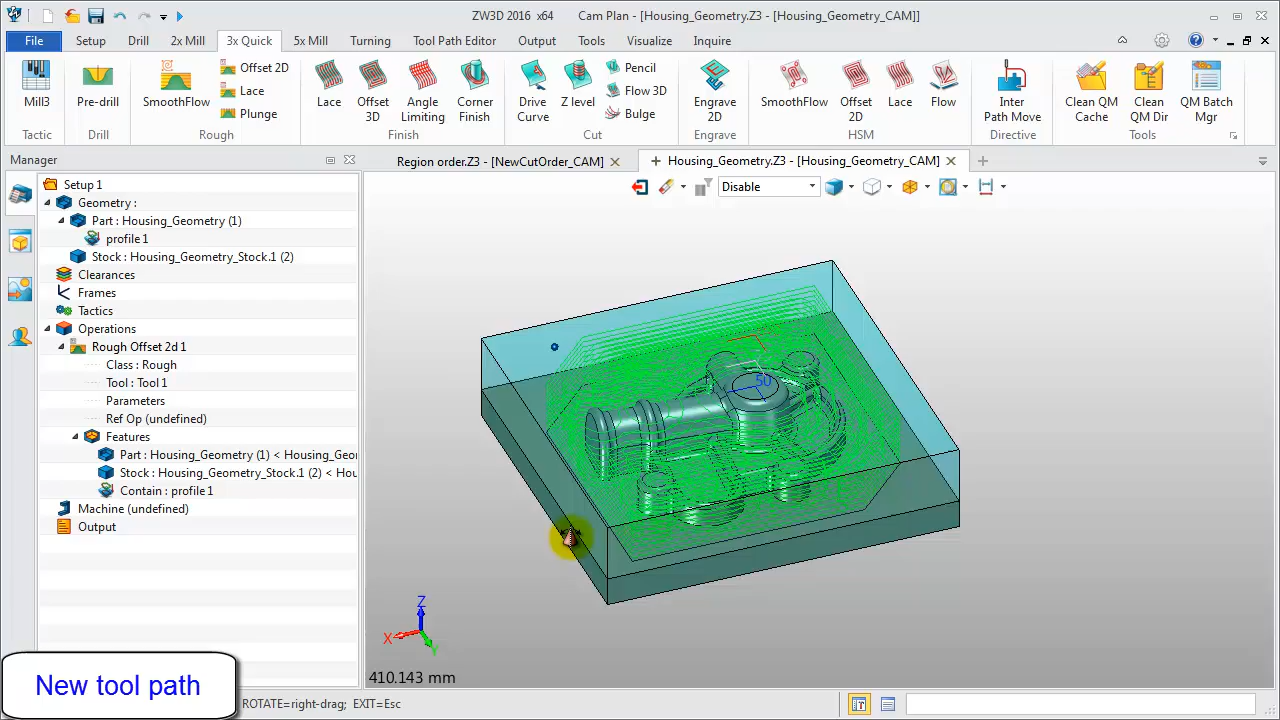 ZW3D 2016 x64
Cam Plan - [Housing_Geometry.Z3 - [Housing_Geometry_CAM]]
File
Setup
Drill
2x Mill
3x Quick
5x Mill
Turning
Tool Path Editor
Output
Tools
Visualize
Inquire
Mill3
Pre-drill
SmoothFlow
Offset 2D
Lace
Plunge
Lace
Offset 3D
Angle Limiting
Corner Finish
Drive Curve
Z level
Pencil
Flow 3D
Bulge
Engrave 2D
SmoothFlow
Offset 2D
Lace
Flow
Inter Path Move
Clean QM Cache
Clean QM Dir
QM Batch Mgr
Tactic
Drill
Rough
Finish
Cut
Engrave
HSM
Directive
Tools
Manager
Region order.Z3 - [NewCutOrder_CAM]
Housing_Geometry.Z3 - [Housing_Geometry_CAM]
Disable
Setup 1
Geometry :
Part : Housing_Geometry (1)
profile 1
Stock : Housing_Geometry_Stock.1 (2)
Clearances
Frames
Tactics
Operations
Rough Offset 2d 1
Class : Rough
Tool : Tool 1
Parameters
Ref Op (undefined)
Features
Part : Housing_Geometry (1) < Housing_Geo
Stock : Housing_Geometry_Stock.1 (2) < Hou
Contain : profile 1
Machine (undefined)
Output
50
Z
X
Y
410.143 mm
New tool path
ROTATE=right-drag; EXIT=Esc